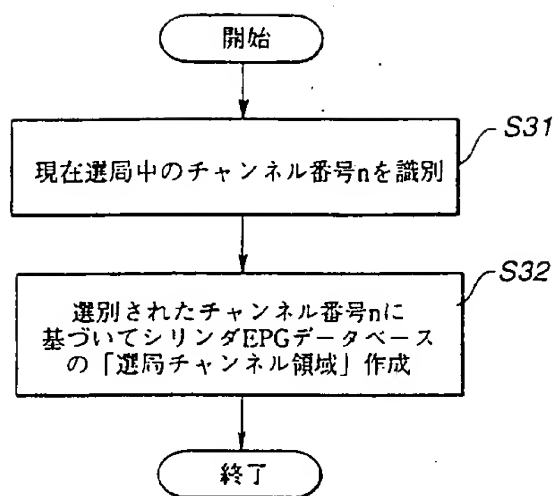 開始
S31
現在選局中のチャンネル番号nを識別
S32
選別されたチャンネル番号nに
基づいてシリンダEPGデータベース
の「選局チャンネル領域」作成
終了